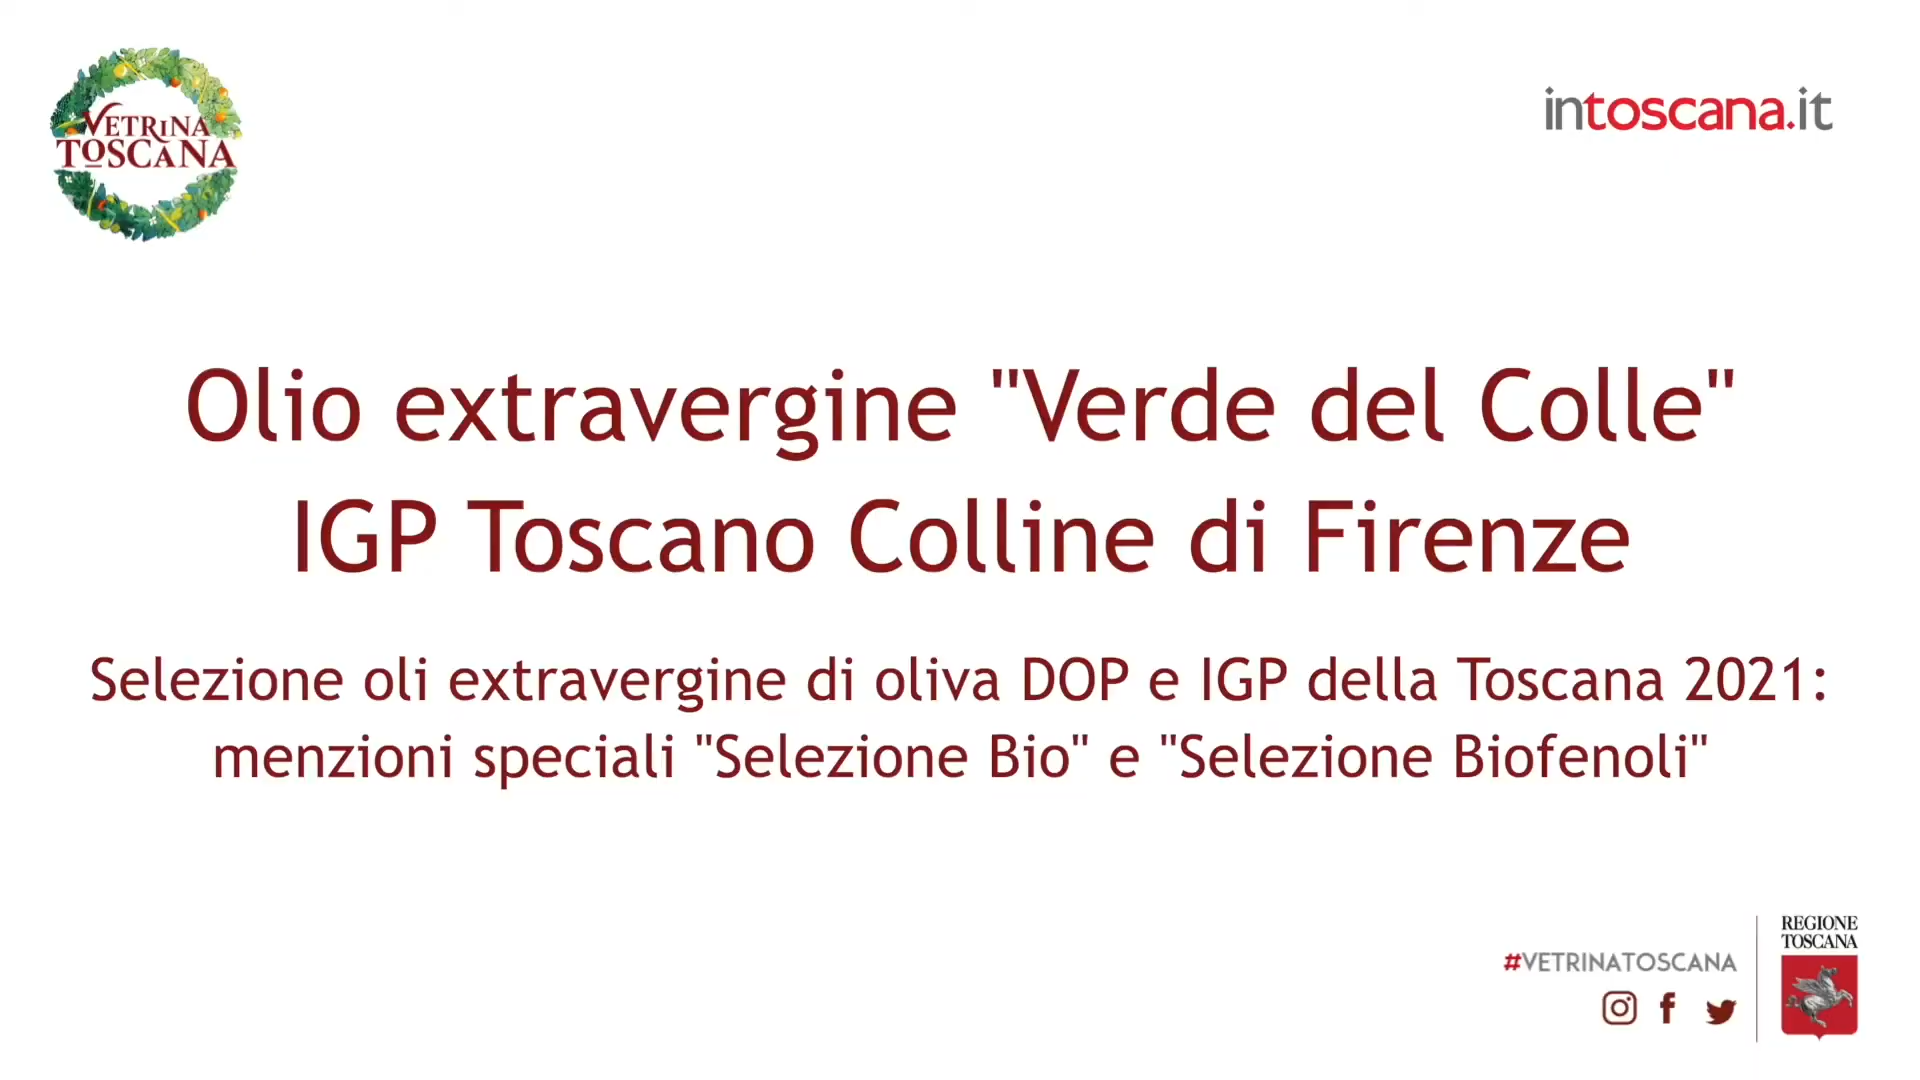 VETRINA
TOSCANA
intoscana.it
Olio extravergine "Verde del Colle"
IGP Toscano Colline di Firenze
Selezione oli extravergine di oliva DOP e IGP della Toscana 2021:
menzioni speciali "Selezione Bio" e "Selezione Biofenoli"
REGIONE
TOSCANA
#VETRINATOSCANA